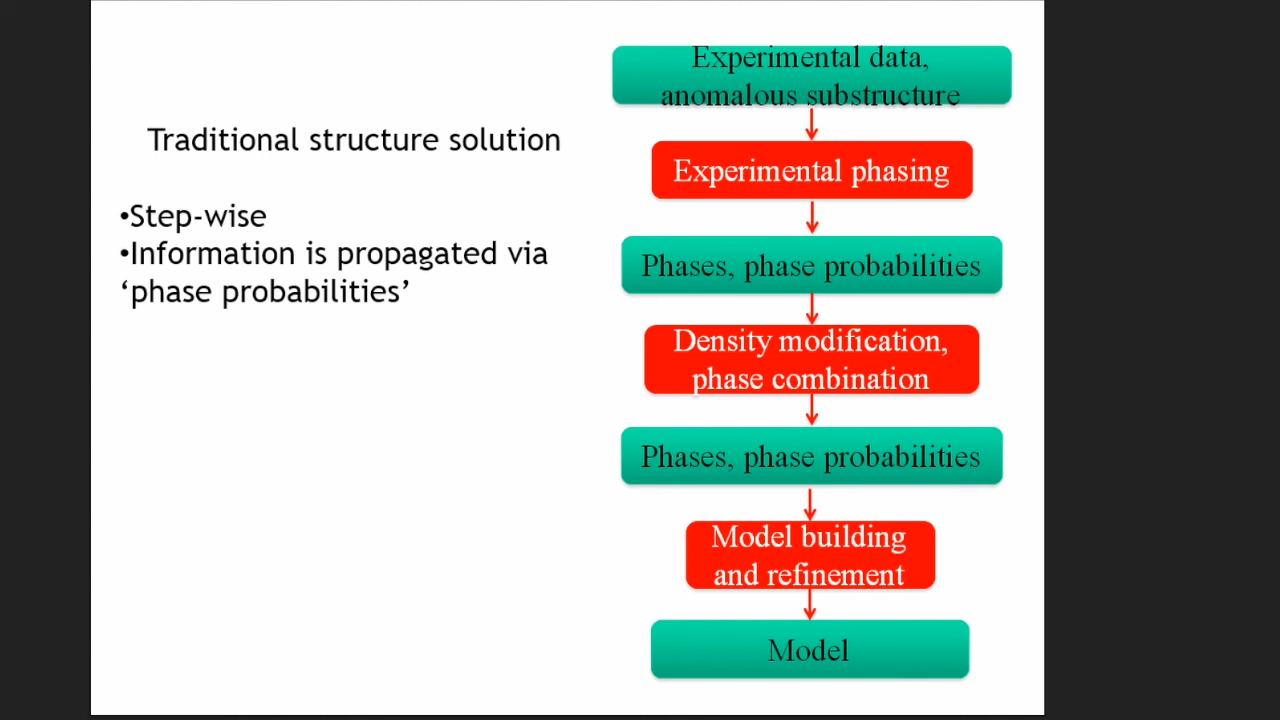 Traditional structure solution
•Step-wise
•Information is propagated via
‘phase probabilities’
Experimental data,
anomalous substructure
Experimental phasing
Phases, phase probabilities
Density modification,
phase combination
Phases, phase probabilities
Model building
and refinement
Model